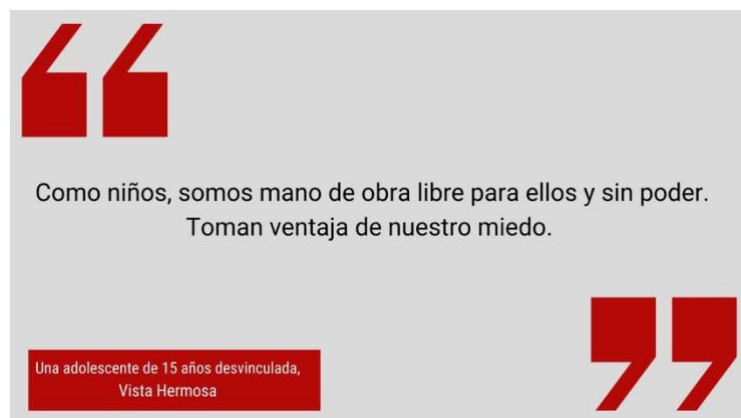 Como niños, somos mano de obra libre para ellos y sin poder.
Toman ventaja de nuestro miedo.
Una adolescente de 15 años desvinculada,
Vista Hermosa